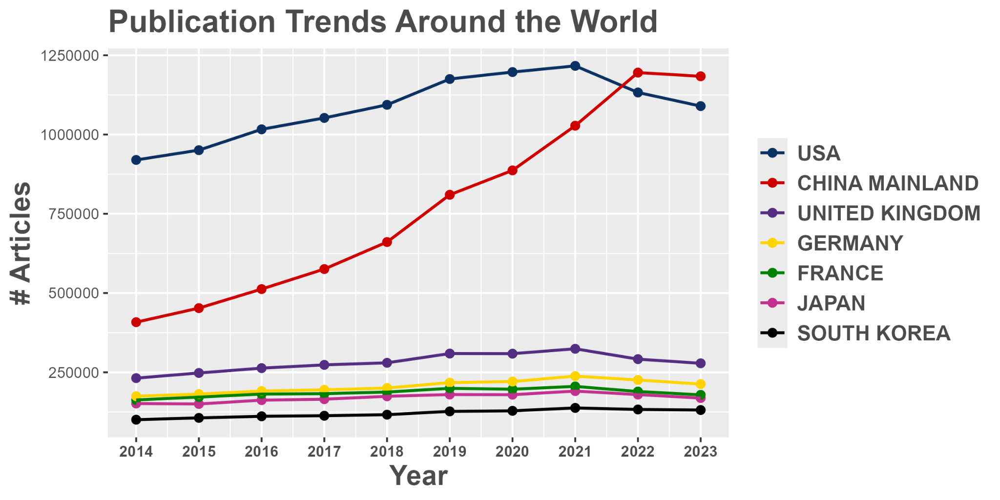 Publication Trends Around the World
# Articles
1250000
1000000
750000
500000
250000
2014 2015 2016 2017 2018 2019 2020 2021 2022 2023
Year
USA
CHINA MAINLAND
UNITED KINGDOM
GERMANY
FRANCE
JAPAN
SOUTH KOREA